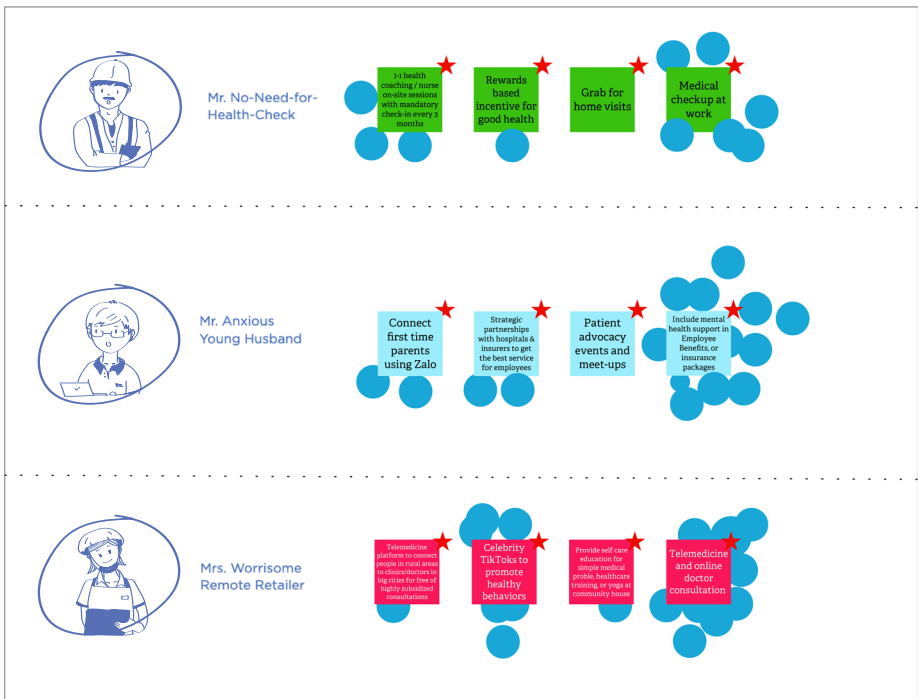 Mr. No-Need-for-
Health-Check
1-1 health
coaching / nurse
on-site sessions
with mandatory
check-in every 3
months
Rewards
based
incentive for
good health
Grab for
home visits
Medical
checkup at
work
Mr. Anxious
Young Husband
Connect
first time
parents
using Zalo
Strategic
partnerships
with hospitals &
insurers to get
the best service
for employees
Patient
advocacy
events and
meet-ups
Include mental
health support in
Employee
Benefits, or
insurance
packages
Mrs. Worrisome
Remote Retailer
Telemedicine
platform to connect
people in rural areas
to clinics/doctors in
big cities for free of
highly subsidized
consultations
Celebrity
TikToks to
promote
healthy
behaviors
Provide self care
education for
simple medical
proble, healthcare
training, or yoga at
community house
Telemedicine
and online
doctor
consultation